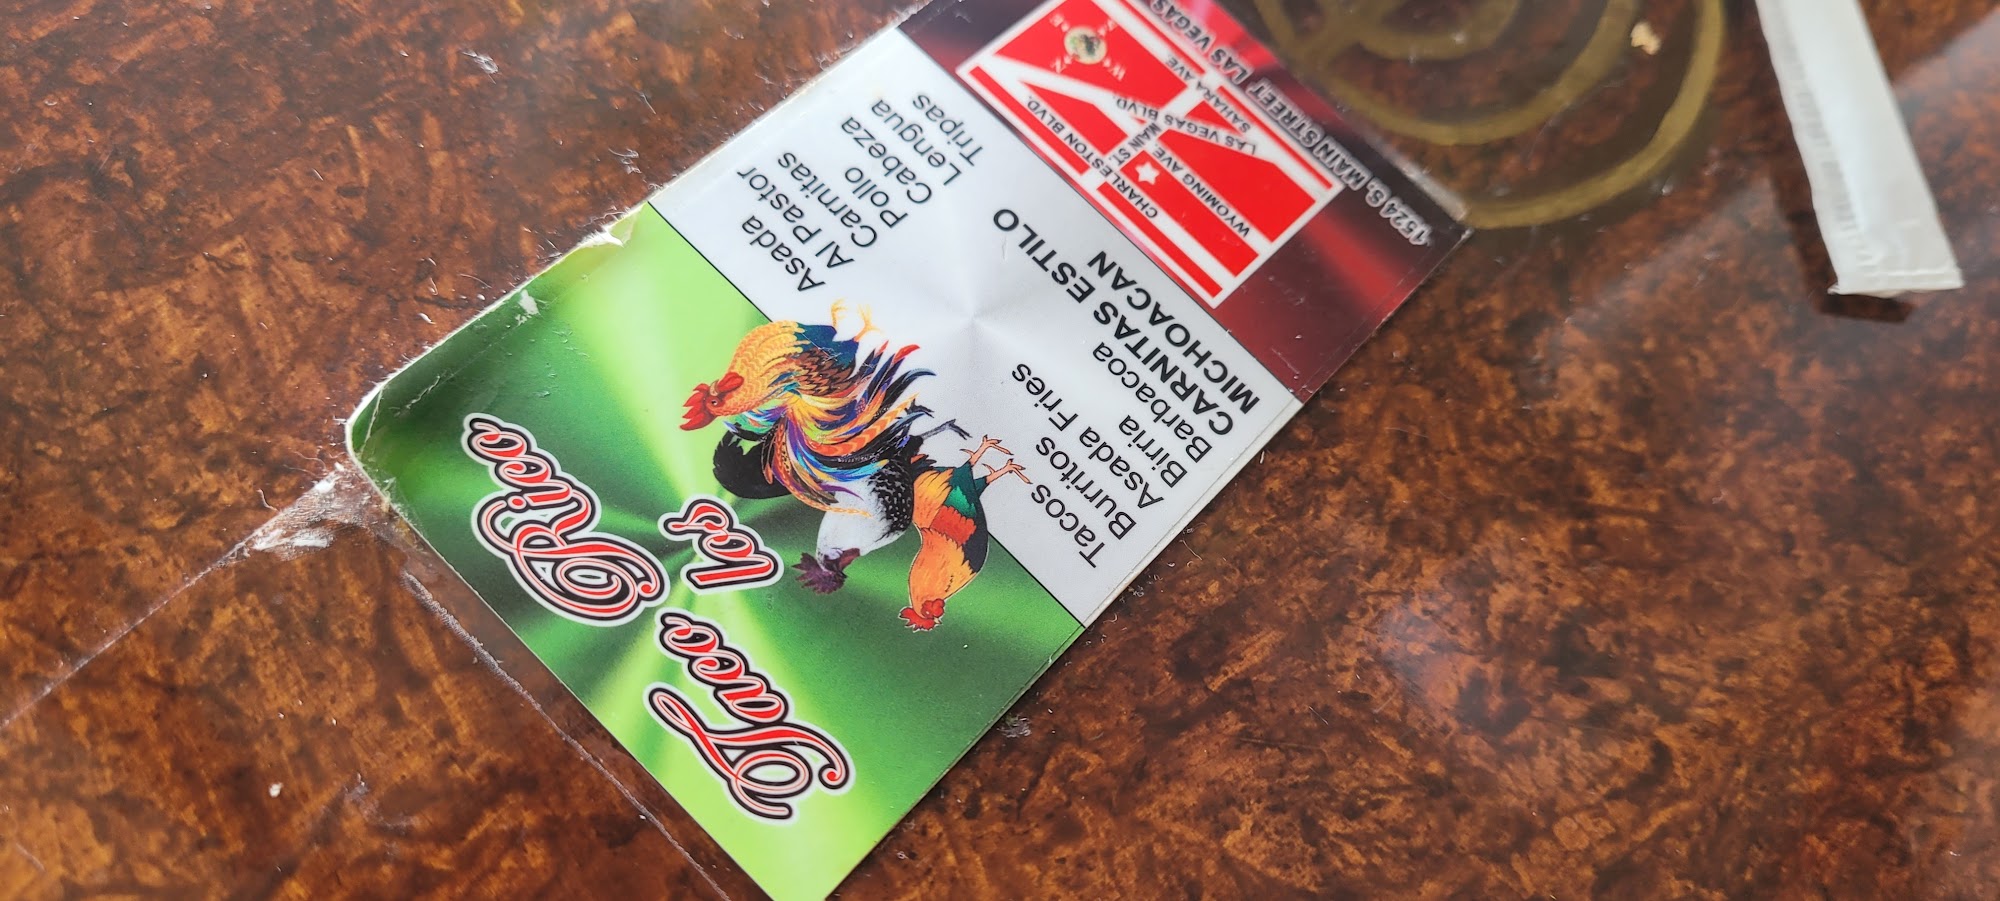 Taco
y los
Rico
Tacos
Burritos
Asada Fries
Birria
Barbacoa
CARNITAS ESTILO
MICHOACAN
Asada
Al Pastor
Carnitas
Pollo
Cabeza
Lengua
Tripas
CHARLESTON BLVD.
WYOMING AVE.
MAIN ST.
LAS VEGAS BLVD.
SAHARA AVE.
N
W
E
S
1524 S. MAIN STREET LAS VEGAS